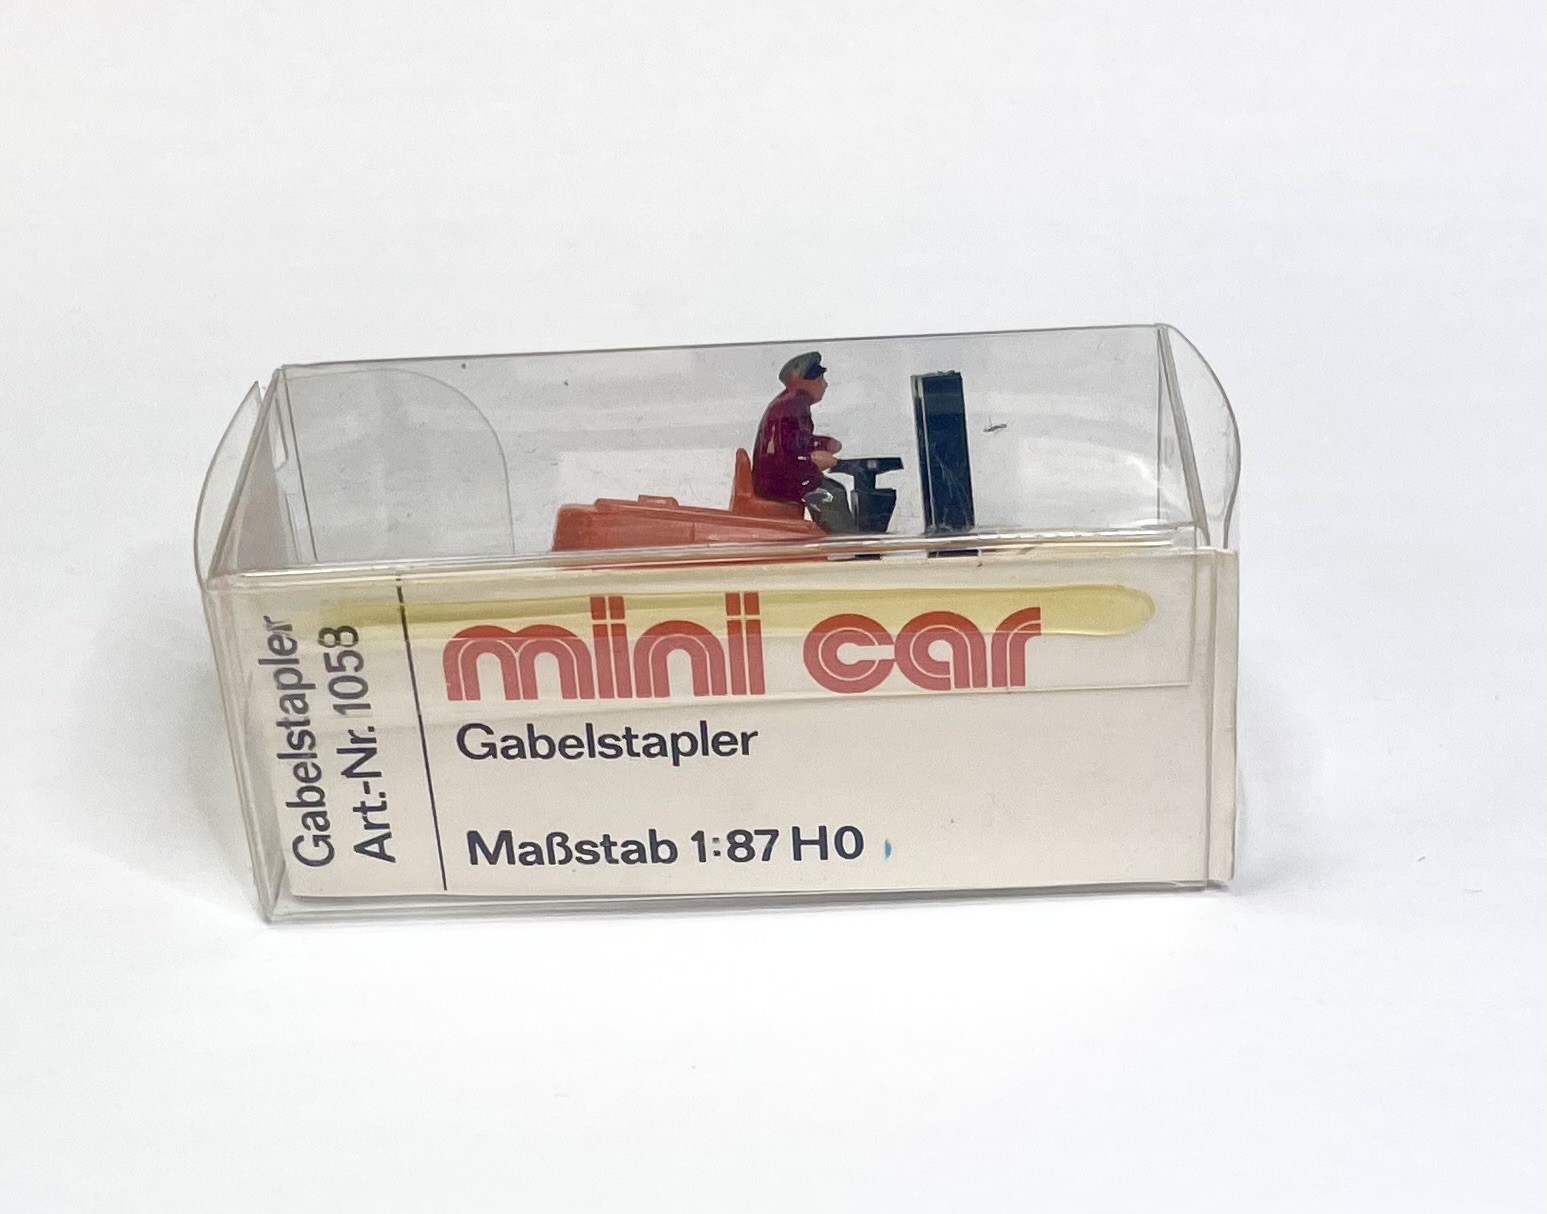 Gabelstapler
Art.-Nr. 1058
mini car
Gabelstapler
Maßstab 1:87 H0